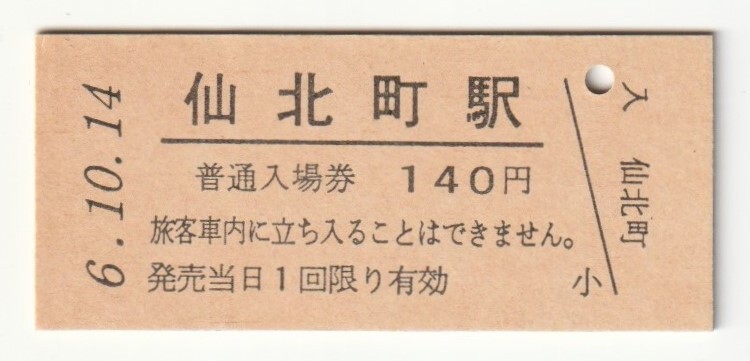 6.10.14
仙北町駅
普通入場券 140円
旅客車内に立ち入ることはできません。
発売当日1回限り有効
小
入 仙北町